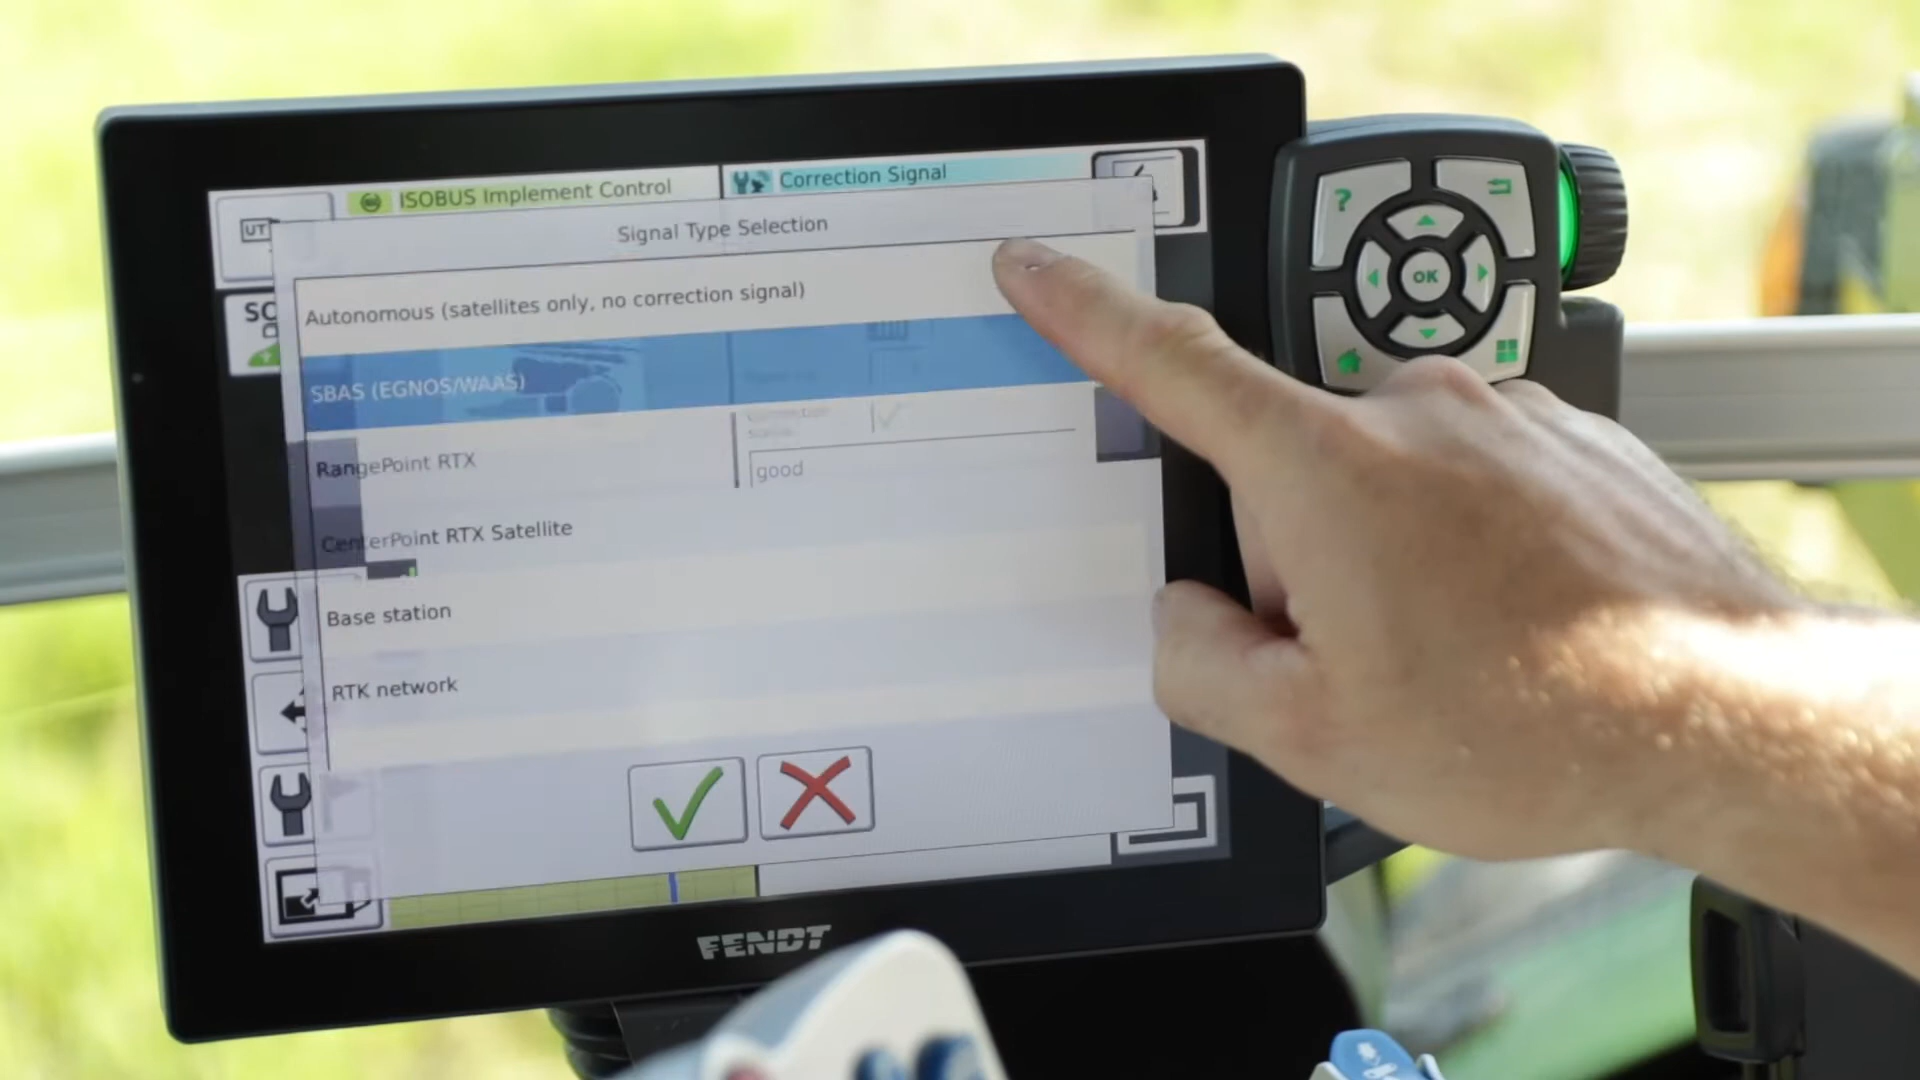 UT
ISOBUS Implement Control
Correction Signal
Signal Type Selection
?
Autonomous (satellites only, no correction signal)
OK
SBAS (EGNOS/WAAS)
RangePoint RTX
good
CenterPoint RTX Satellite
Base station
RTK network
FENDT